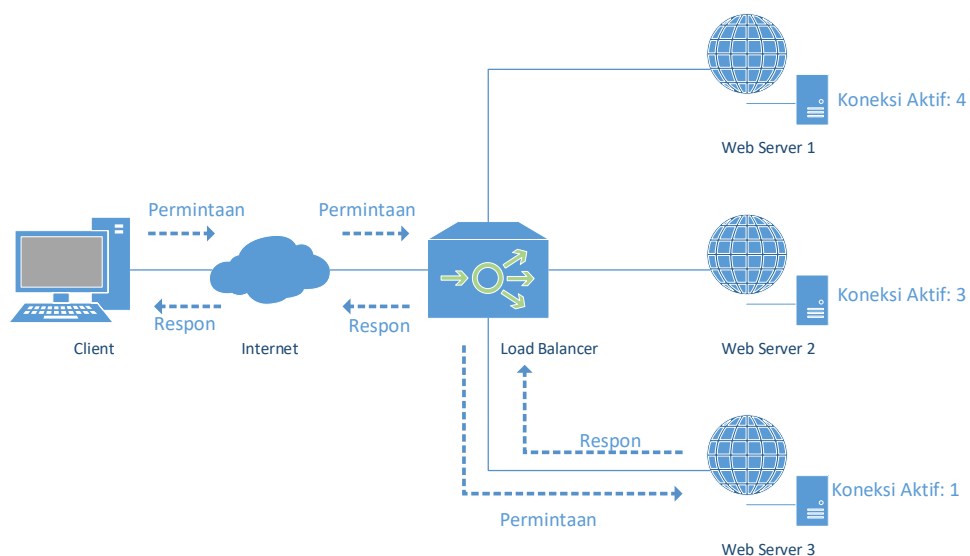 Koneksi Aktif: 4
Web Server 1
Permintaan
Permintaan
Koneksi Aktif: 3
Respon
Respon
Client
Internet
Load Balancer
Web Server 2
Respon
Koneksi Aktif: 1
Permintaan
Web Server 3